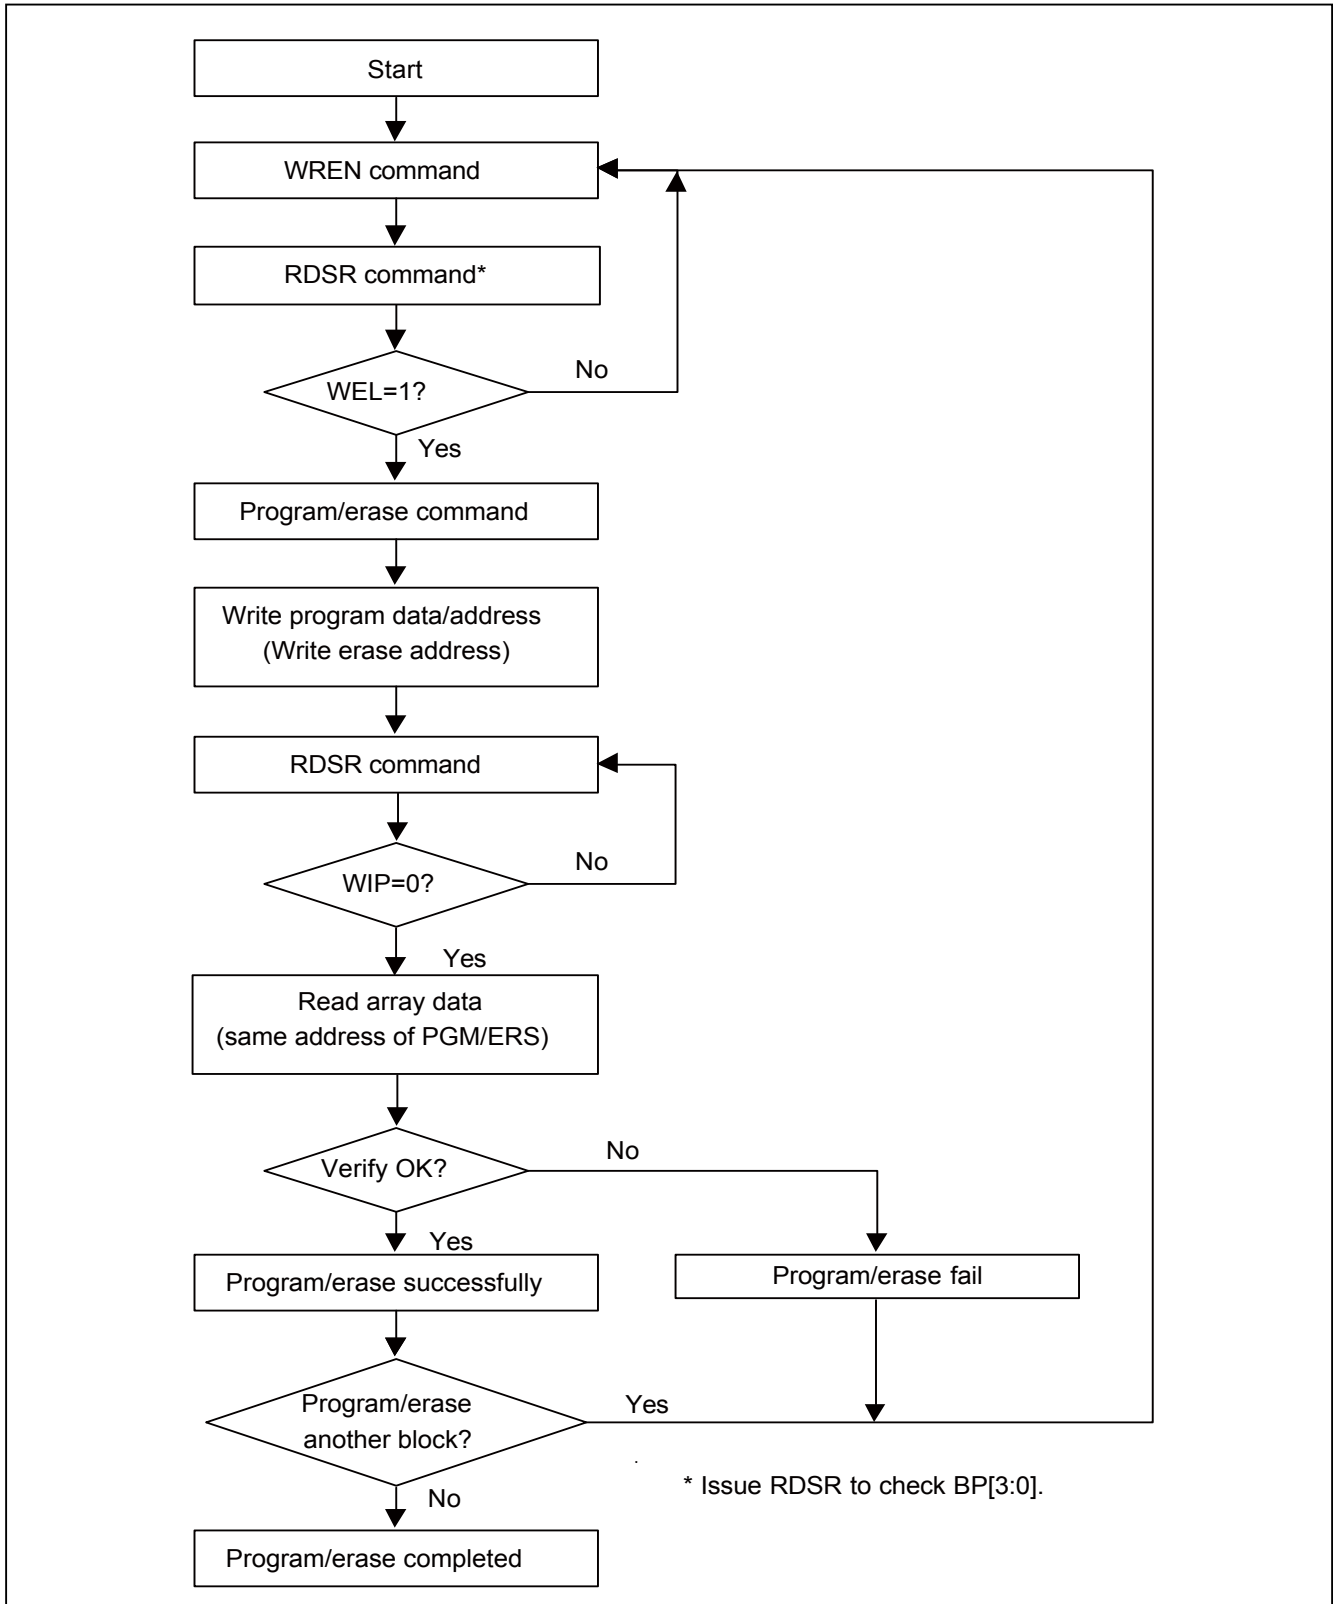 Start
WREN command
RDSR command*
WEL=1?
No
Yes
Program/erase command
Write program data/address
(Write erase address)
RDSR command
WIP=0?
No
Yes
Read array data
(same address of PGM/ERS)
Verify OK?
No
Yes
Program/erase successfully
Program/erase fail
Program/erase
another block?
Yes
* Issue RDSR to check BP[3:0].
No
Program/erase completed